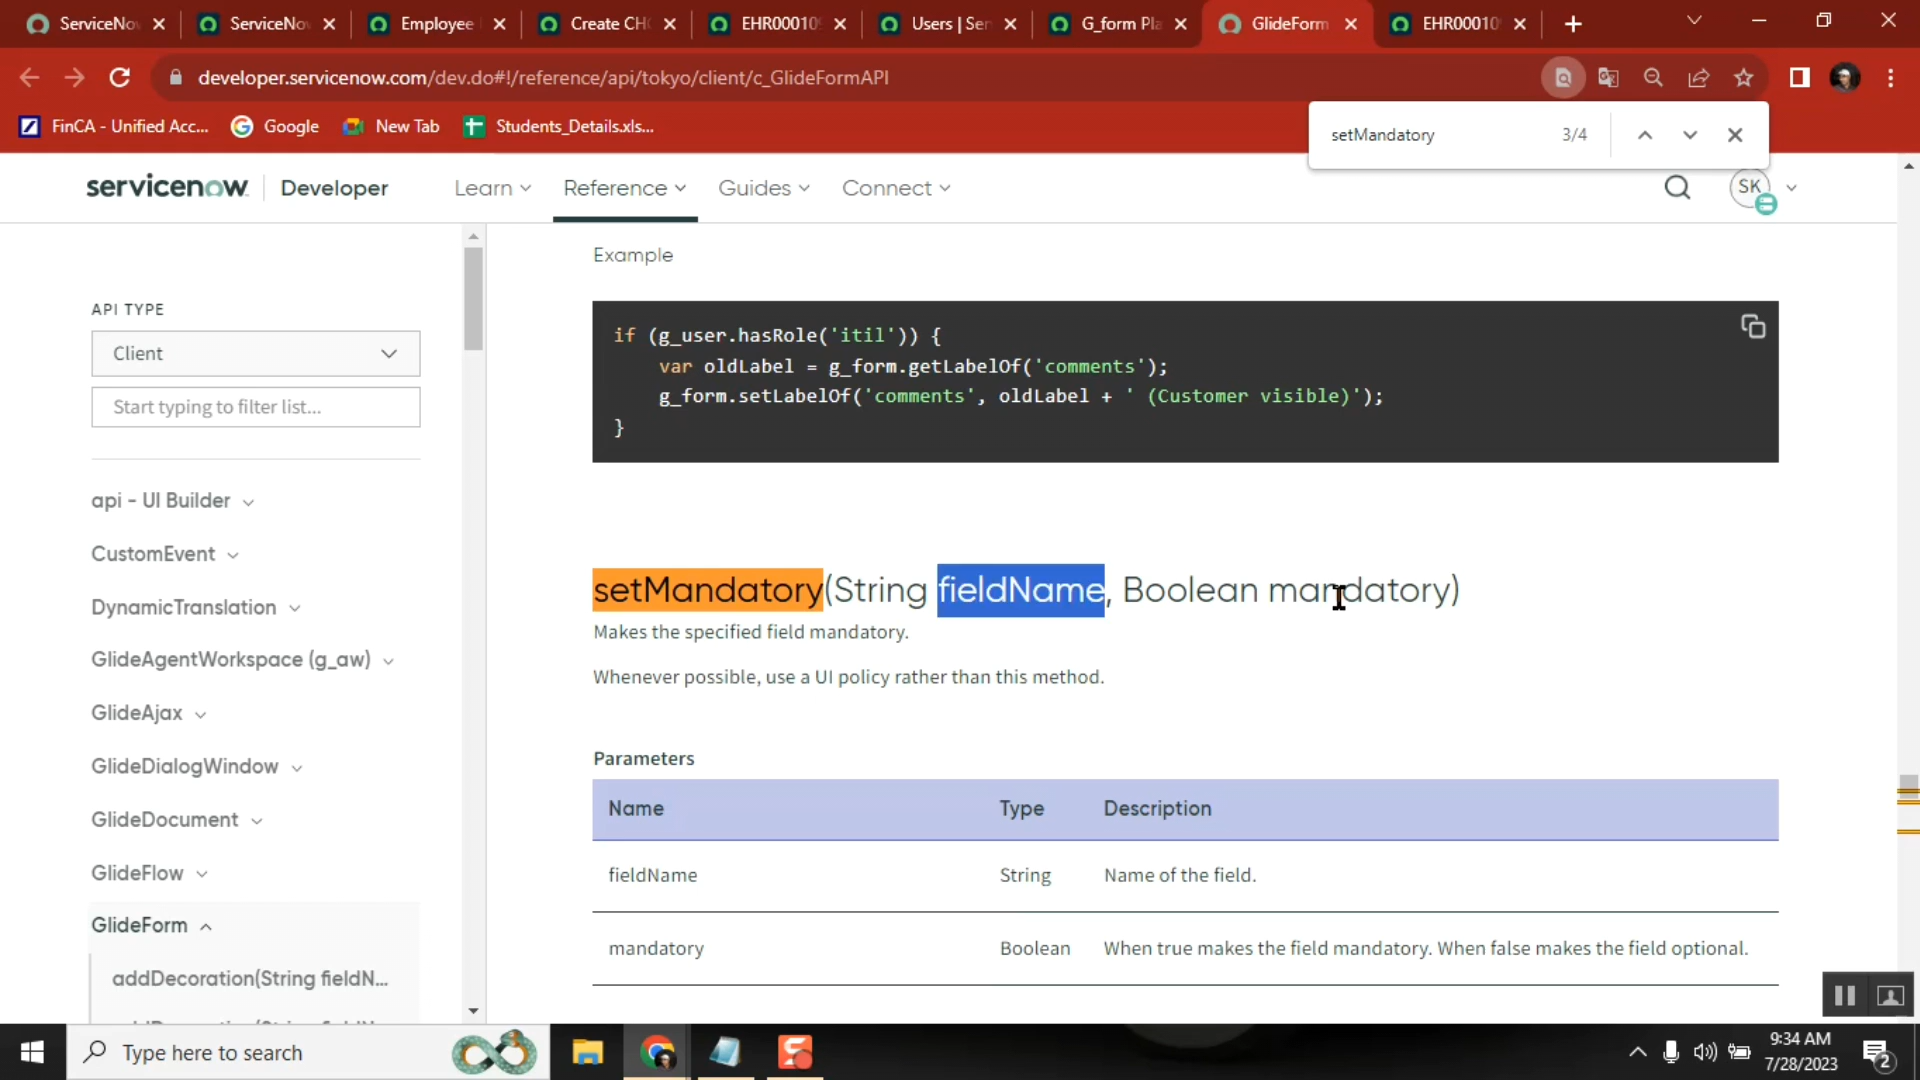 ServiceNo
ServiceNo
Employee
Create CH
EHR00010
Users | Ser
G_form Pla
GlideForm
EHR00010
developer.servicenow.com/dev.do#!/reference/api/tokyo/client/c_GlideFormAPI
FinCA - Unified Acc...
Google
New Tab
Students_Details.xls...
setMandatory
3/4
servicenow
Developer
Learn
Reference
Guides
Connect
SK
API TYPE
Client
Start typing to filter list...
api - UI Builder
CustomEvent
DynamicTranslation
GlideAgentWorkspace (g_aw)
GlideAjax
GlideDialogWindow
GlideDocument
GlideFlow
GlideForm
addDecoration(String fieldN...
Example
if (g_user.hasRole('itil')) {
var oldLabel = g_form.getLabelOf('comments');
g_form.setLabelOf('comments', oldLabel + ' (Customer visible)');
}
setMandatory(String fieldName, Boolean mandatory)
Makes the specified field mandatory.
Whenever possible, use a UI policy rather than this method.
Parameters
Name Type Description
fieldName String Name of the field.
mandatory Boolean When true makes the field mandatory. When false makes the field optional.
Type here to search
9:34 AM
7/28/2023
2